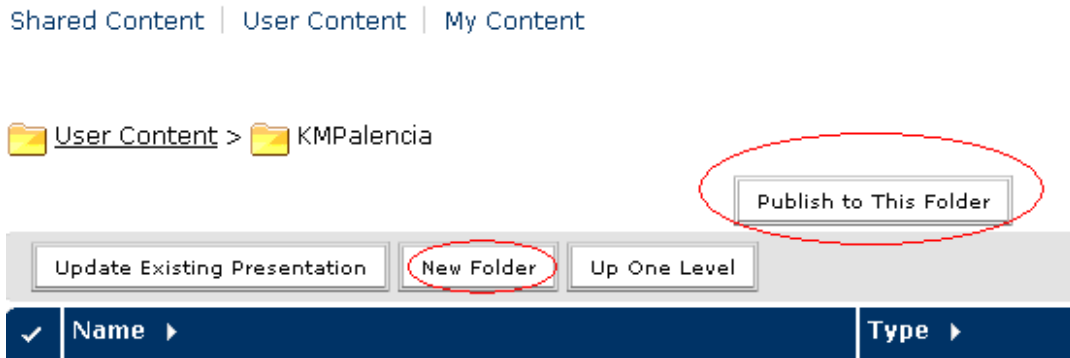 Shared Content | User Content | My Content
User Content > KMPalencia
Publish to This Folder
Update Existing Presentation New Folder Up One Level
Name Type